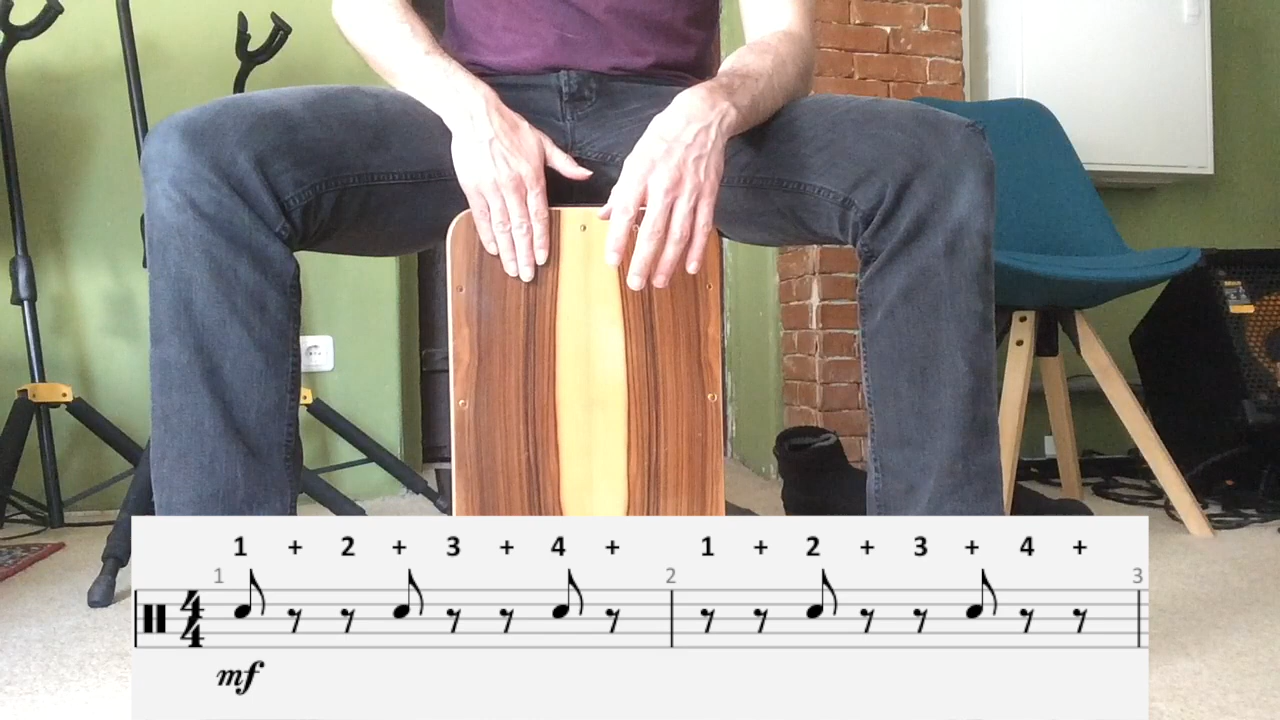 1 + 2 + 3 + 4 + 1 + 2 + 3 + 4 +
1 2 3
4
4
mf